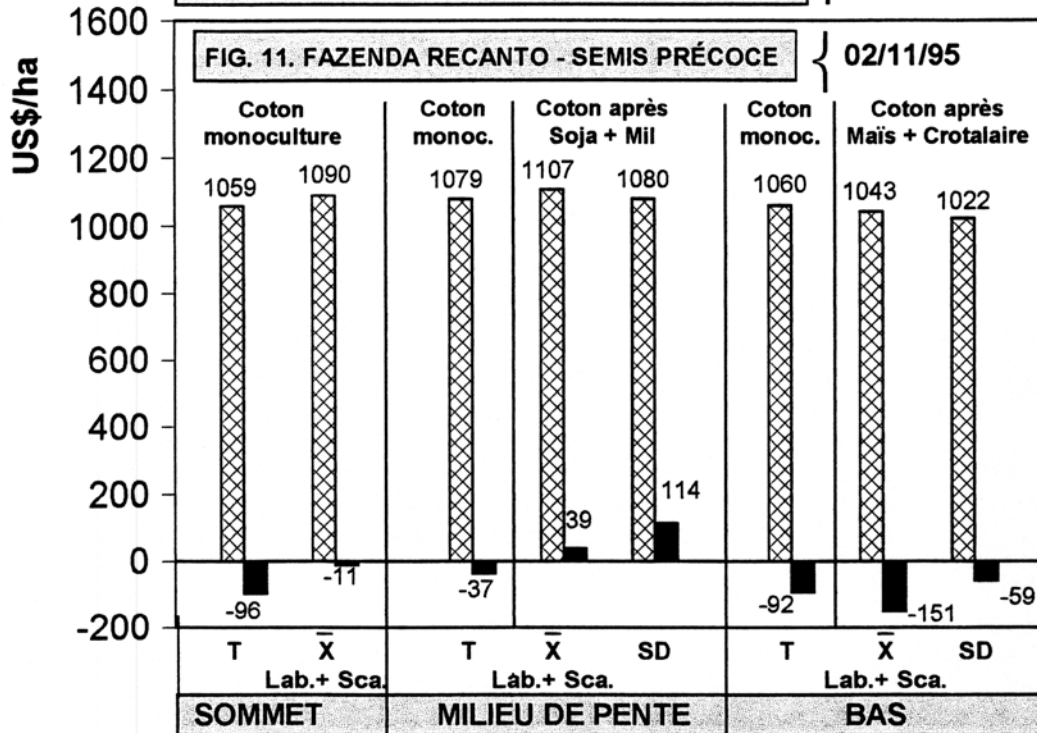 US$/ha
1600
1400
1200
1000
800
600
400
200
0
-200
FIG. 11. FAZENDA RECANTO - SEMIS PRÉCOCE
02/11/95
Coton
monoculture
Coton
monoc.
Coton après
Soja + Mil
Coton
monoc.
Coton après
Maïs + Crotalaire
1059
1090
1079
1107
1080
1060
1043
1022
-96
-11
-37
39
114
-92
-151
-59
T X̅ T X̅ SD T X̅ SD
Lab.+ Sca. Lab.+ Sca. Lab.+ Sca.
SOMMET MILIEU DE PENTE BAS